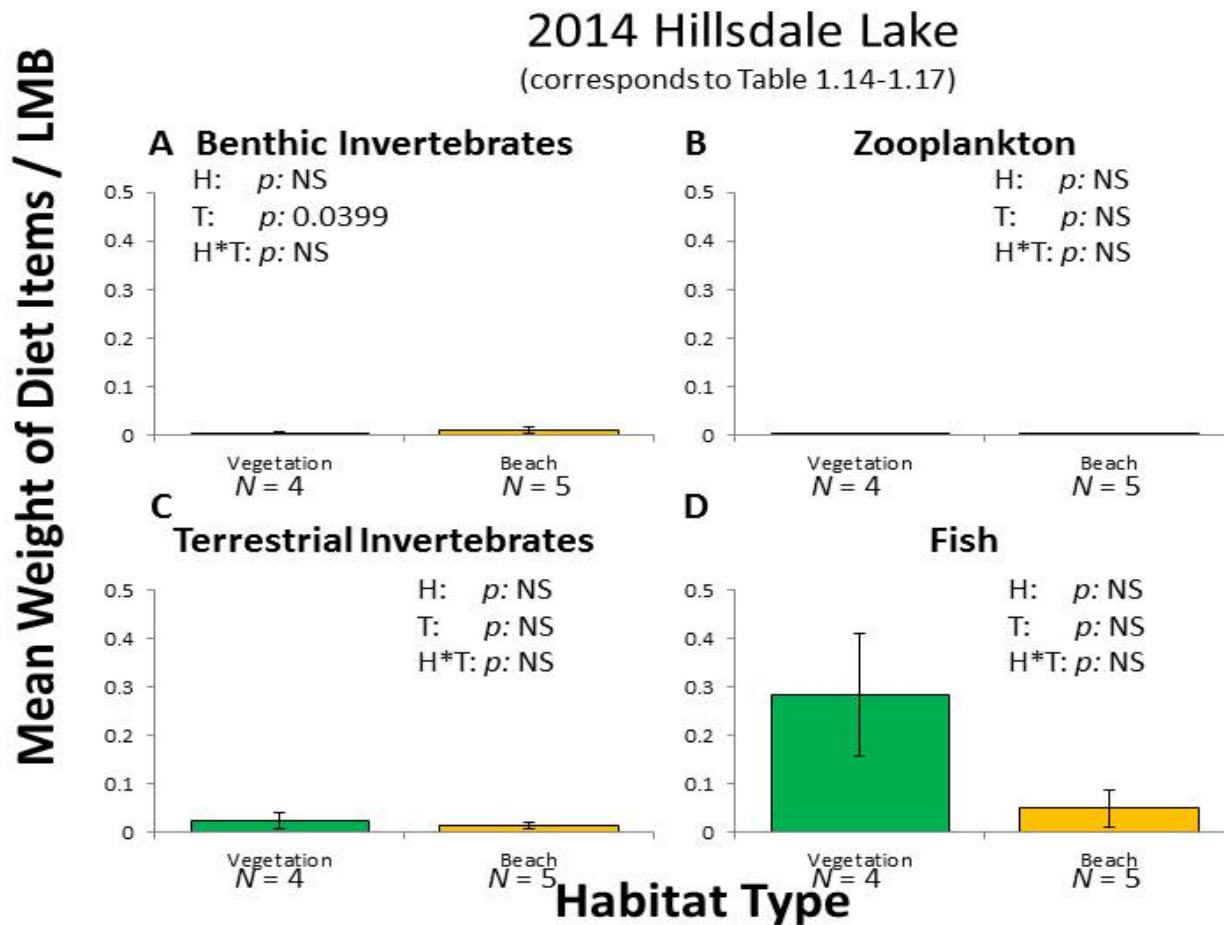 2014 Hillsdale Lake
(corresponds to Table 1.14-1.17)
Mean Weight of Diet Items / LMB
A Benthic Invertebrates
H: p: NS
T: p: 0.0399
H*T: p: NS
0.5
0.4
0.3
0.2
0.1
0
Vegetation
N = 4
Beach
N = 5
B Zooplankton
H: p: NS
T: p: NS
H*T: p: NS
0.5
0.4
0.3
0.2
0.1
0
Vegetation
N = 4
Beach
N = 5
C
Terrestrial Invertebrates
H: p: NS
T: p: NS
H*T: p: NS
0.5
0.4
0.3
0.2
0.1
0
Vegetation
N = 4
Beach
N = 5
D
Fish
H: p: NS
T: p: NS
H*T: p: NS
0.5
0.4
0.3
0.2
0.1
0
Vegetation
N = 4
Beach
N = 5
Habitat Type